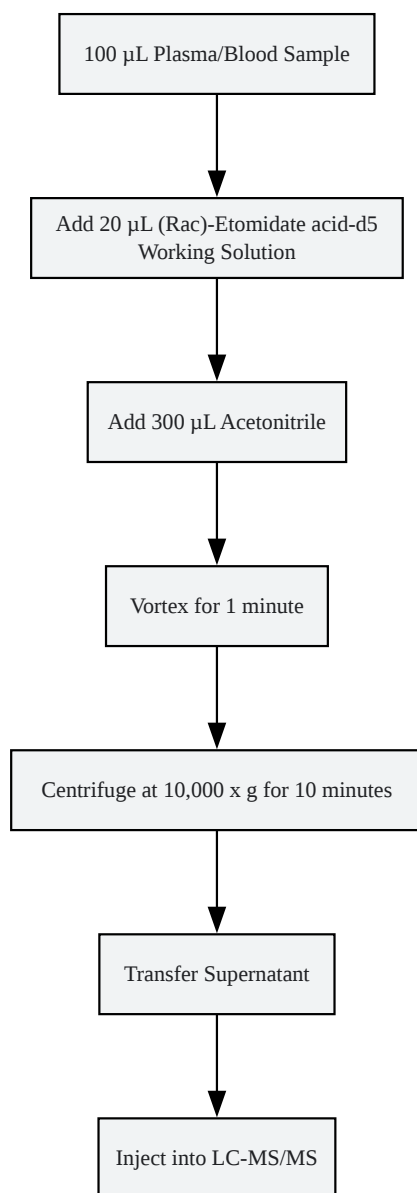 100 µL Plasma/Blood Sample
Add 20 µL (Rac)-Etomidate acid-d5
Working Solution
Add 300 µL Acetonitrile
Vortex for 1 minute
Centrifuge at 10,000 x g for 10 minutes
Transfer Supernatant
Inject into LC-MS/MS